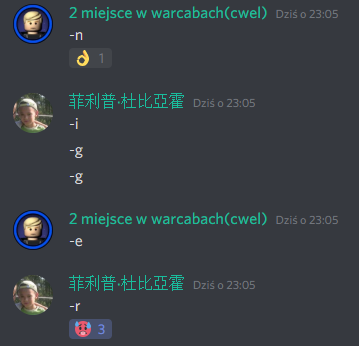 2 miejsce w warcabach(cwel) Dziś o 23:05
-n
1
菲利普·杜比亞霍 Dziś o 23:05
-i
-g
-g
2 miejsce w warcabach(cwel) Dziś o 23:05
-e
菲利普·杜比亞霍 Dziś o 23:05
-r
3